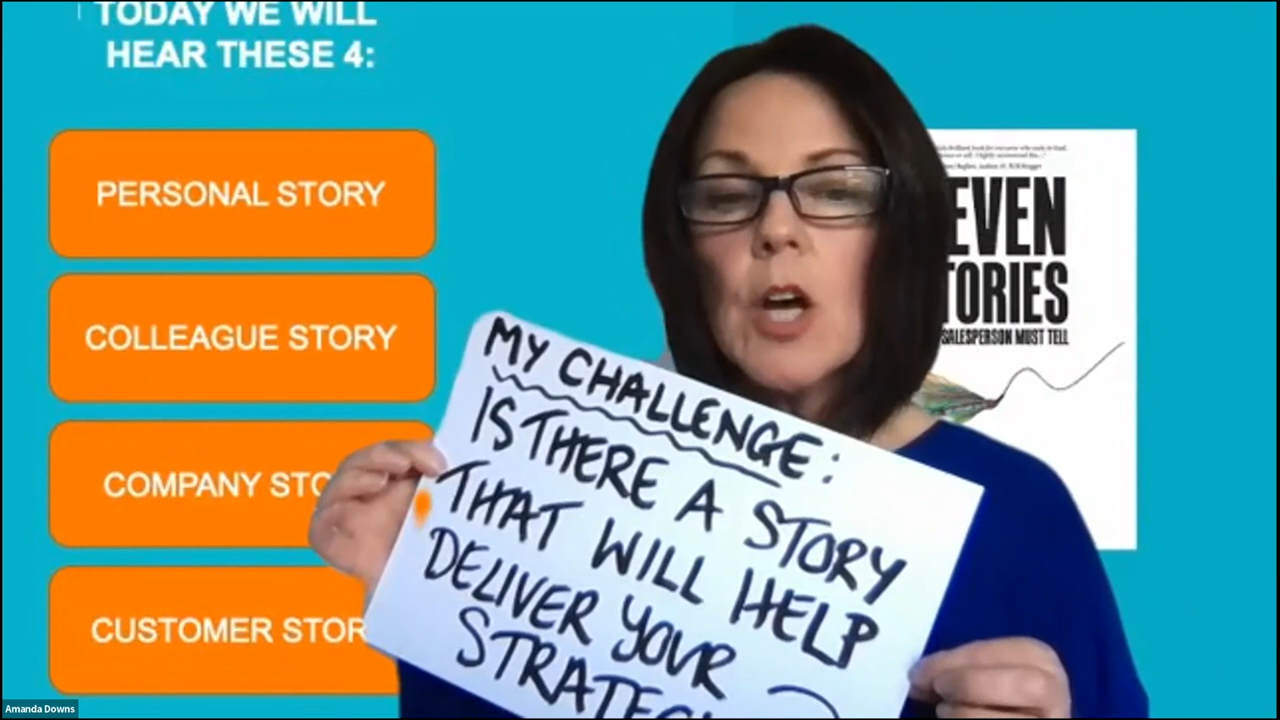 TODAY WE WILL
HEAR THESE 4:
PERSONAL STORY
COLLEAGUE STORY
COMPANY STO
CUSTOMER STOR
EVEN
TORIES
SALESPERSON MUST TELL
MY CHALLENGE:
IS THERE A STORY
THAT WILL HELP
DELIVER YOUR
STRATEG
Amanda Downs